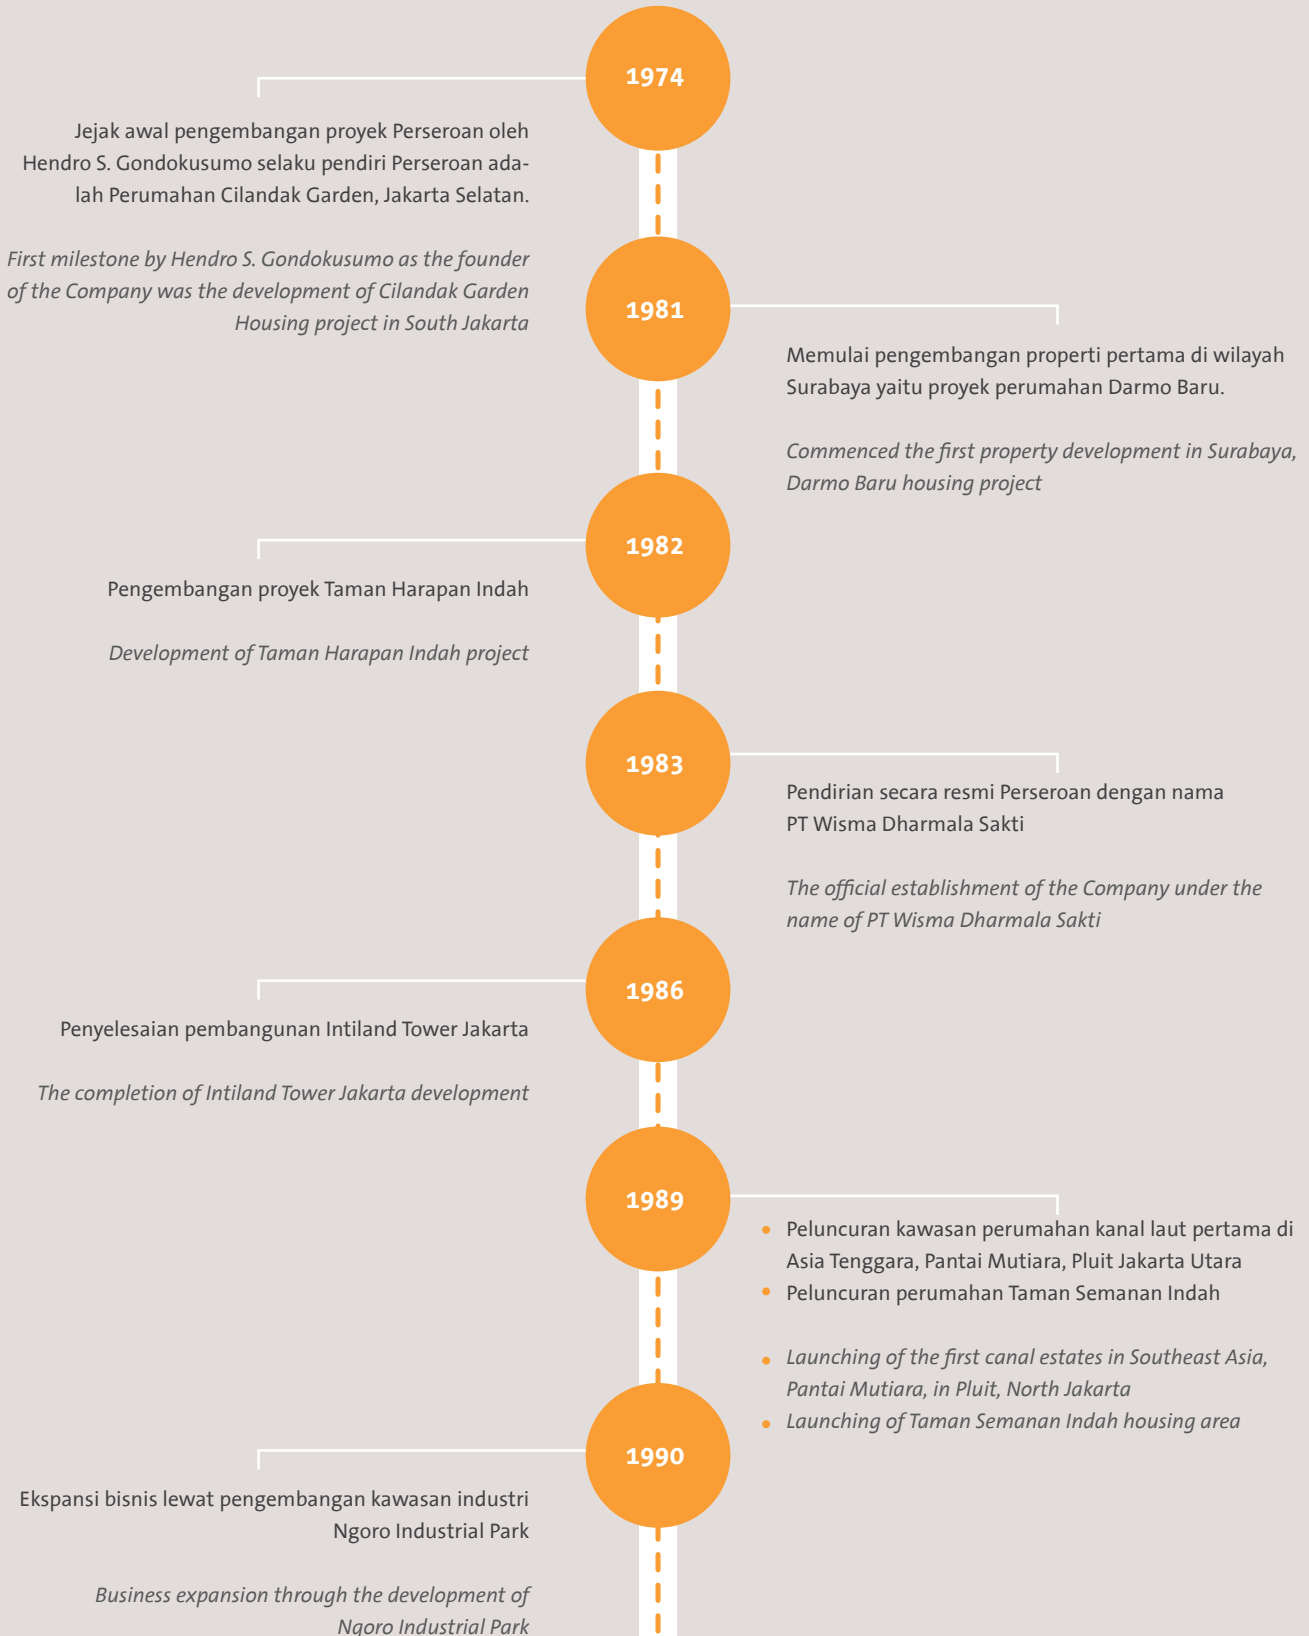 1974
Jejak awal pengembangan proyek Perseroan oleh
Hendro S. Gondokusumo selaku pendiri Perseroan ada-
lah Perumahan Cilandak Garden, Jakarta Selatan.
First milestone by Hendro S. Gondokusumo as the founder
of the Company was the development of Cilandak Garden
Housing project in South Jakarta
1981
Memulai pengembangan properti pertama di wilayah
Surabaya yaitu proyek perumahan Darmo Baru.
Commenced the first property development in Surabaya,
Darmo Baru housing project
1982
Pengembangan proyek Taman Harapan Indah
Development of Taman Harapan Indah project
1983
Pendirian secara resmi Perseroan dengan nama
PT Wisma Dharmala Sakti
The official establishment of the Company under the
name of PT Wisma Dharmala Sakti
1986
Penyelesaian pembangunan Intiland Tower Jakarta
The completion of Intiland Tower Jakarta development
1989
• Peluncuran kawasan perumahan kanal laut pertama di
Asia Tenggara, Pantai Mutiara, Pluit Jakarta Utara
• Peluncuran perumahan Taman Semanan Indah
• Launching of the first canal estates in Southeast Asia,
Pantai Mutiara, in Pluit, North Jakarta
• Launching of Taman Semanan Indah housing area
1990
Ekspansi bisnis lewat pengembangan kawasan industri
Ngoro Industrial Park
Business expansion through the development of
Ngoro Industrial Park